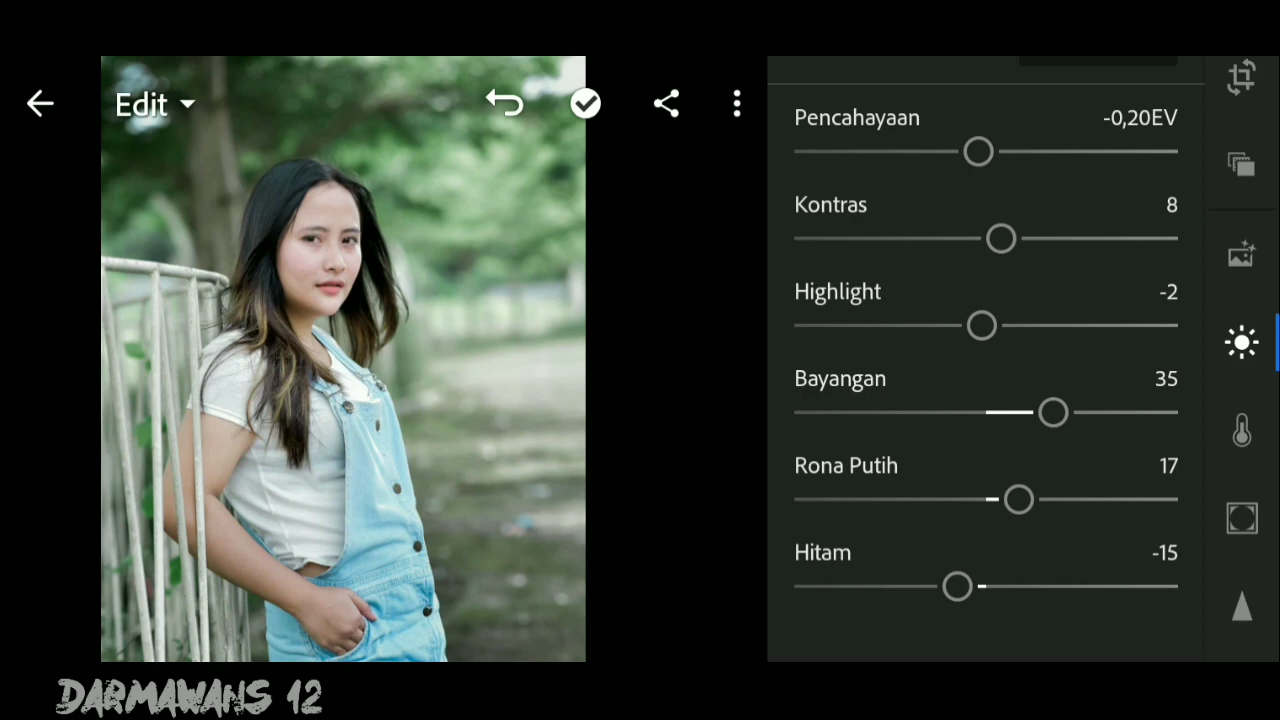 Edit
Pencahayaan -0,20EV
Kontras 8
Highlight -2
Bayangan 35
Rona Putih 17
Hitam -15
DARMAWANS 12